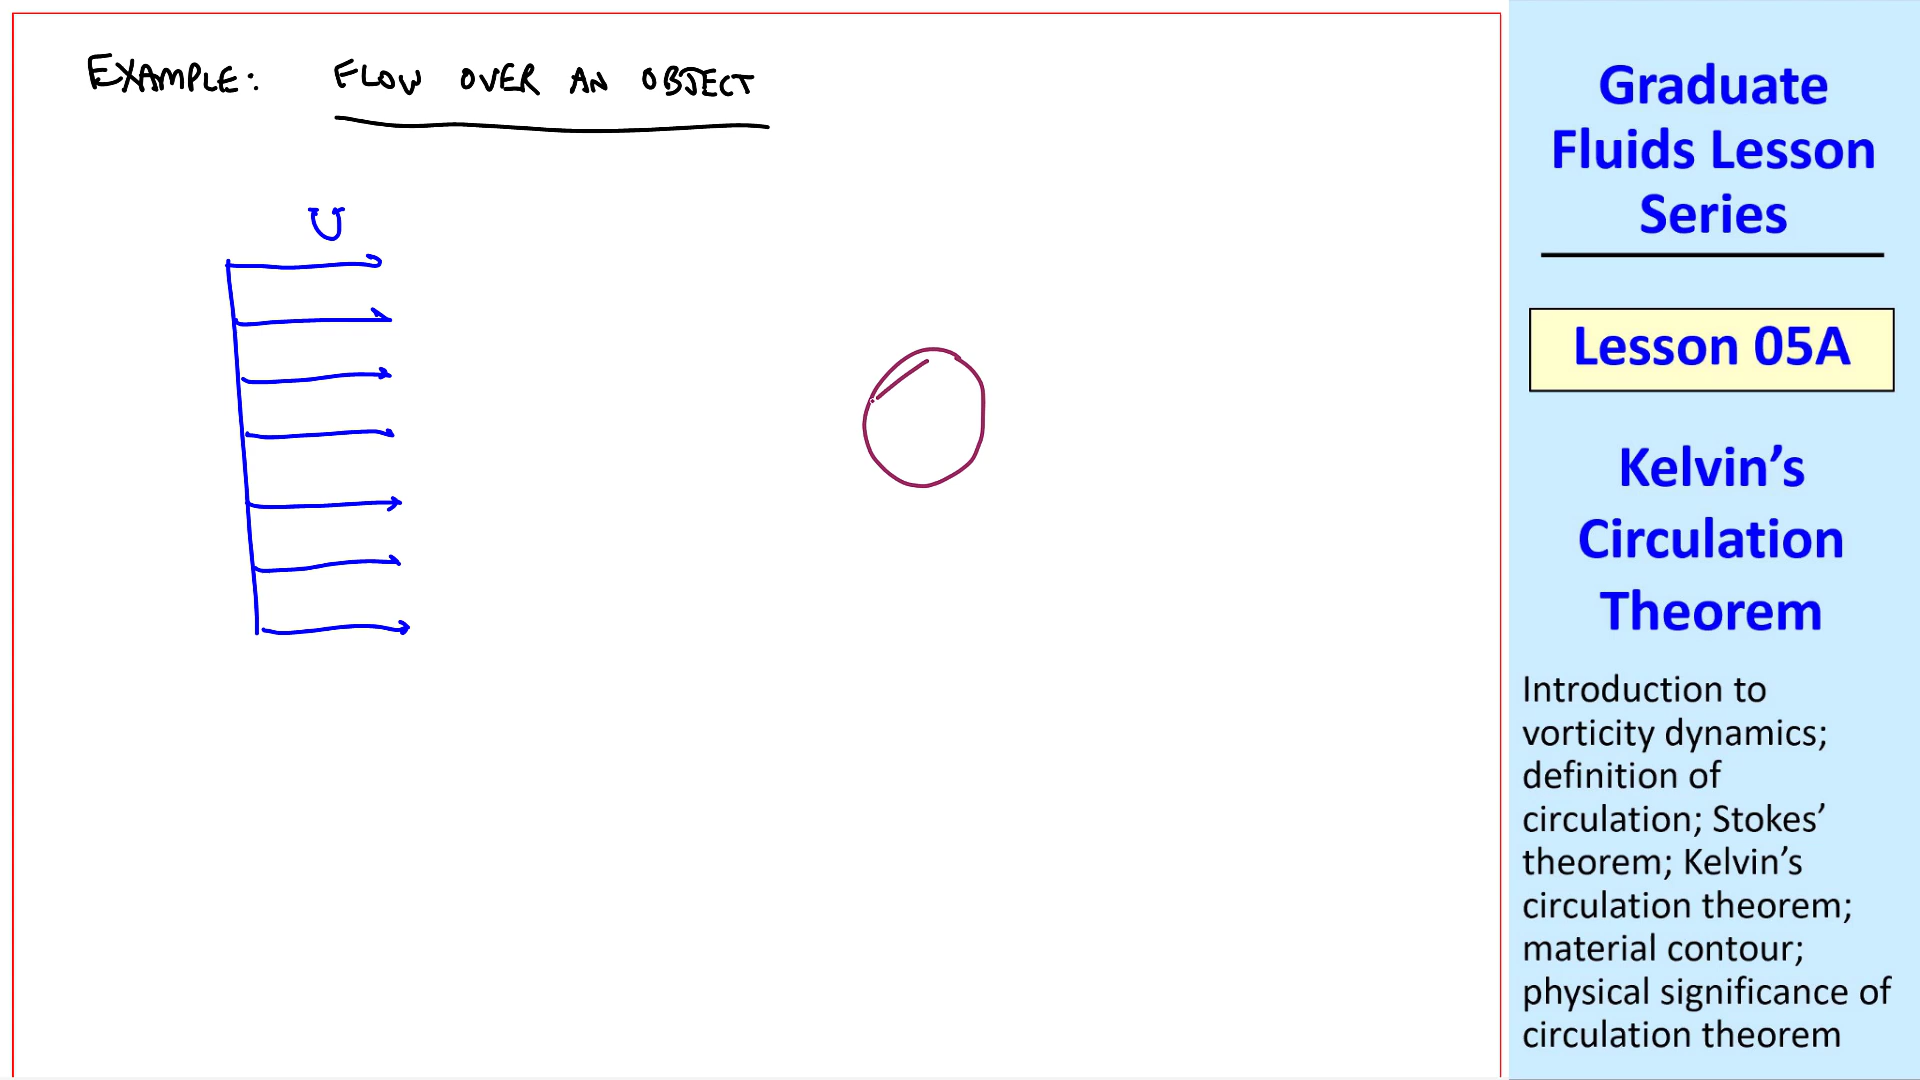 EXAMPLE: FLOW OVER AN OBJECT
U
Graduate
Fluids Lesson
Series
Lesson 05A
Kelvin’s
Circulation
Theorem
Introduction to
vorticity dynamics;
definition of
circulation; Stokes’
theorem; Kelvin’s
circulation theorem;
material contour;
physical significance of
circulation theorem